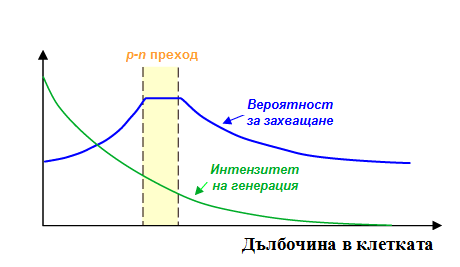 p-n преход
Вероятност
за захващане
Интензитет
на генерация
Дълбочина в клетката